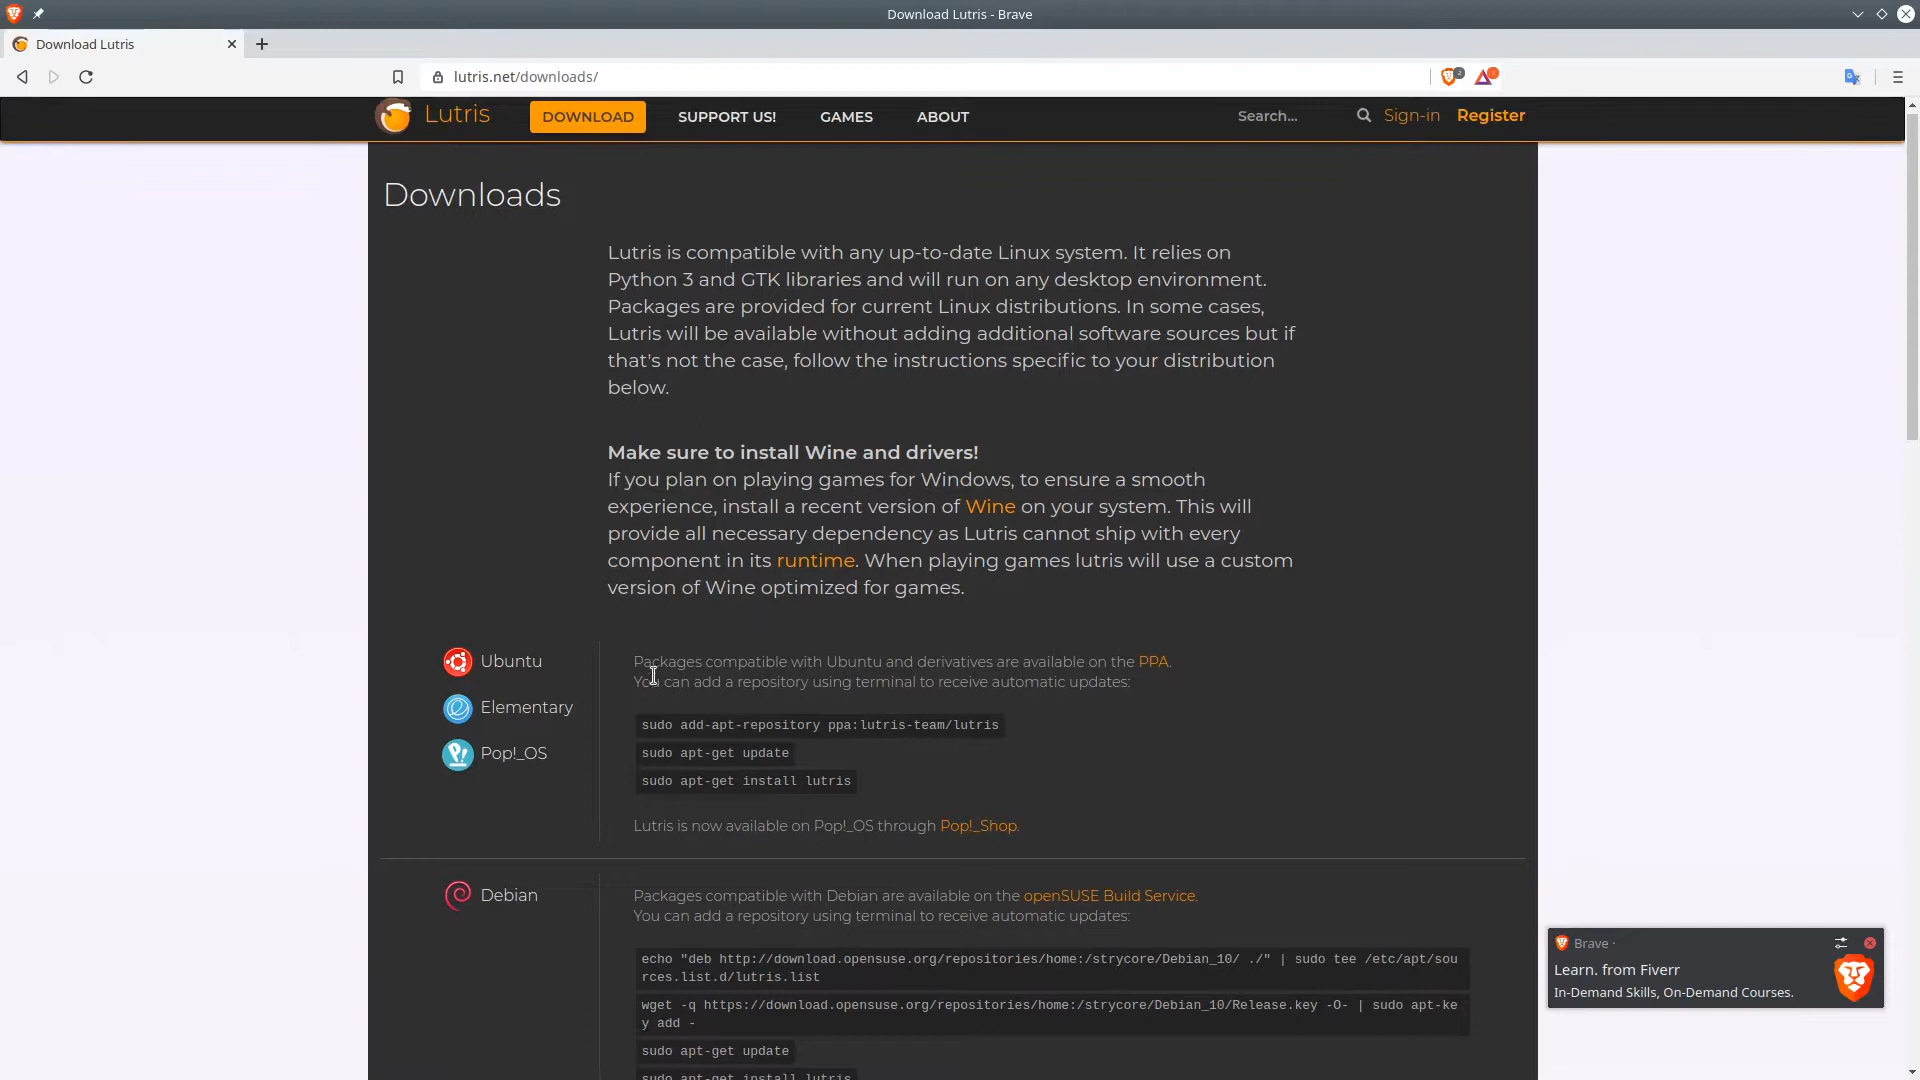 Download Lutris - Brave
Download Lutris
lutris.net/downloads/
2
1
Lutris
DOWNLOAD
SUPPORT US!
GAMES
ABOUT
Search...
Sign-in
Register
Downloads
Lutris is compatible with any up-to-date Linux system. It relies on
Python 3 and GTK libraries and will run on any desktop environment.
Packages are provided for current Linux distributions. In some cases,
Lutris will be available without adding additional software sources but if
that's not the case, follow the instructions specific to your distribution
below.
Make sure to install Wine and drivers!
If you plan on playing games for Windows, to ensure a smooth
experience, install a recent version of Wine on your system. This will
provide all necessary dependency as Lutris cannot ship with every
component in its runtime. When playing games lutris will use a custom
version of Wine optimized for games.
Ubuntu
Elementary
Pop!_OS
Packages compatible with Ubuntu and derivatives are available on the PPA.
You can add a repository using terminal to receive automatic updates:
sudo add-apt-repository ppa:lutris-team/lutris
sudo apt-get update
sudo apt-get install lutris
Lutris is now available on Pop!_OS through Pop!_Shop.
Debian
Packages compatible with Debian are available on the openSUSE Build Service.
You can add a repository using terminal to receive automatic updates:
echo "deb http://download.opensuse.org/repositories/home:/strycore/Debian_10/ ./" | sudo tee /etc/apt/sou
rces.list.d/lutris.list
wget -q https://download.opensuse.org/repositories/home:/strycore/Debian_10/Release.key -O- | sudo apt-ke
y add -
sudo apt-get update
sudo apt-get install lutris
Brave ·
Learn. from Fiverr
In-Demand Skills, On-Demand Courses.